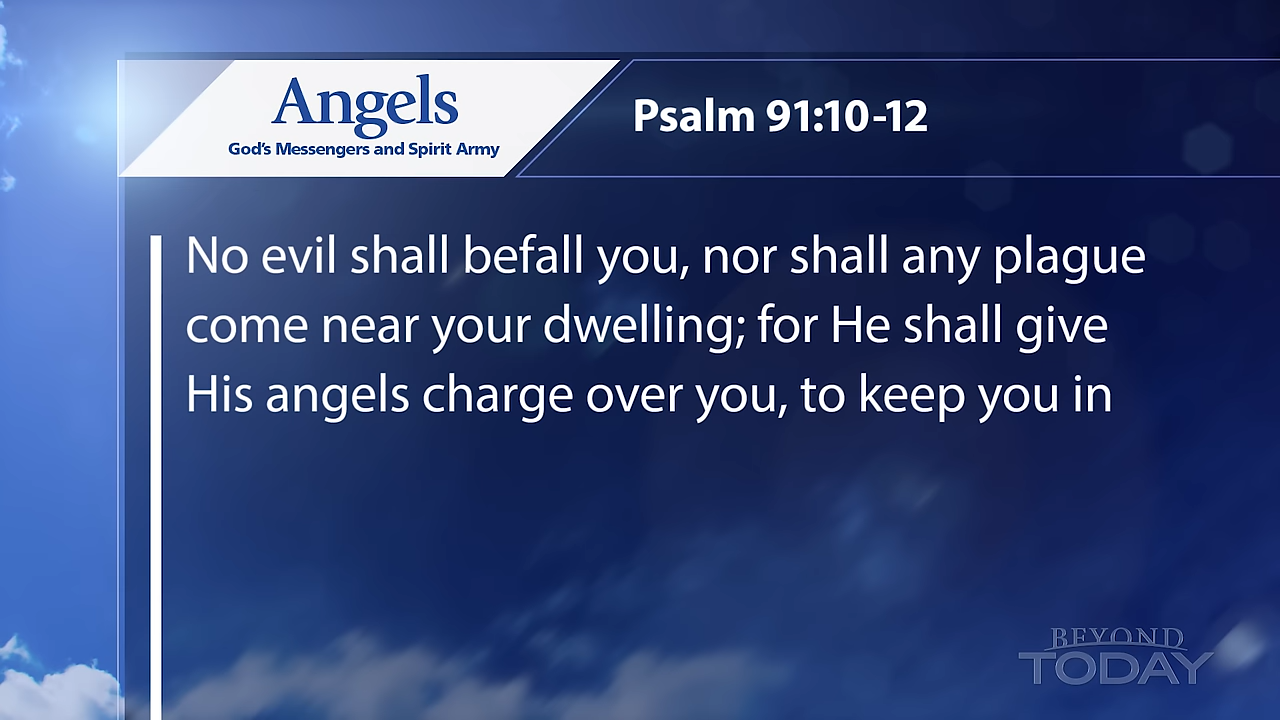 Angels
God's Messengers and Spirit Army
Psalm 91:10-12
No evil shall befall you, nor shall any plague
come near your dwelling; for He shall give
His angels charge over you, to keep you in
BEYOND
TODAY